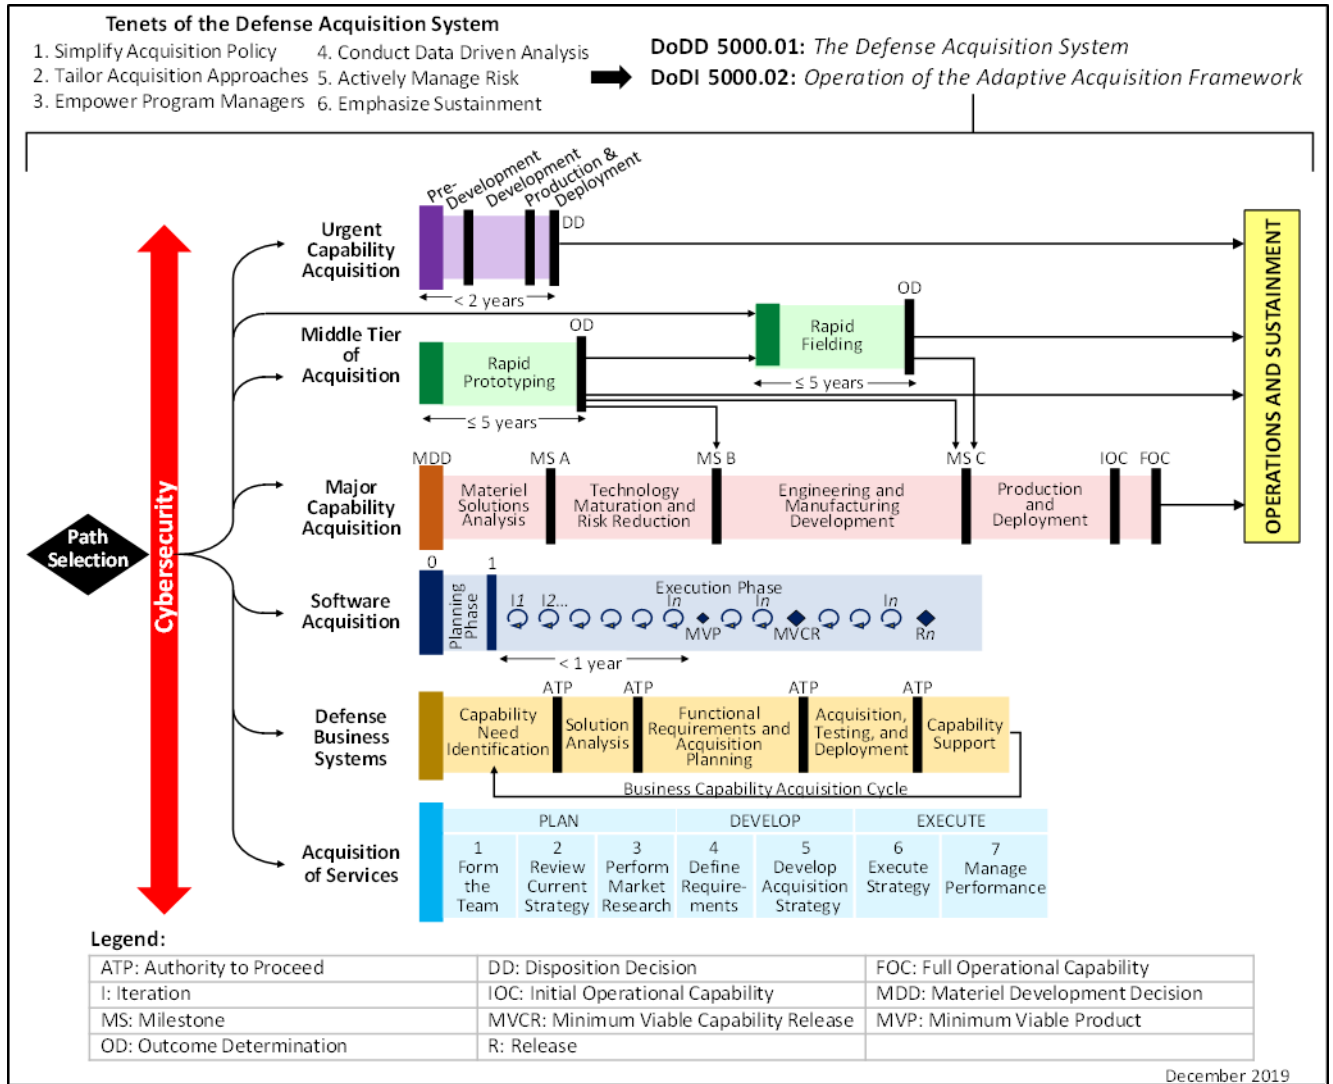 Tenets of the Defense Acquisition System
1. Simplify Acquisition Policy
2. Tailor Acquisition Approaches
3. Empower Program Managers
4. Conduct Data Driven Analysis
5. Actively Manage Risk
6. Emphasize Sustainment
DoDD 5000.01: The Defense Acquisition System
DoDI 5000.02: Operation of the Adaptive Acquisition Framework
Path
Selection
Cybersecurity
Urgent
Capability
Acquisition
Pre-
Development
Development
Production &
Deployment
DD
< 2 years
Middle Tier
of
Acquisition
Rapid
Prototyping
OD
≤ 5 years
Rapid
Fielding
OD
≤ 5 years
Major
Capability
Acquisition
MDD
Materiel
Solutions
Analysis
MS A
Technology
Maturation and
Risk Reduction
MS B
Engineering and
Manufacturing
Development
MS C
Production
and
Deployment
IOC
FOC
OPERATIONS AND SUSTAINMENT
Software
Acquisition
0
Planning
Phase
1
Execution Phase
I1
I2...
In
MVP
In
MVCR
In
Rn
< 1 year
Defense
Business
Systems
Capability
Need
Identification
ATP
Solution
Analysis
ATP
Functional
Requirements and
Acquisition
Planning
ATP
Acquisition,
Testing, and
Deployment
ATP
Capability
Support
Business Capability Acquisition Cycle
Acquisition
of Services
PLAN
DEVELOP
EXECUTE
1
Form
the
Team
2
Review
Current
Strategy
3
Perform
Market
Research
4
Define
Require-
ments
5
Develop
Acquisition
Strategy
6
Execute
Strategy
7
Manage
Performance
Legend:
ATP: Authority to Proceed
DD: Disposition Decision
FOC: Full Operational Capability
I: Iteration
IOC: Initial Operational Capability
MDD: Materiel Development Decision
MS: Milestone
MVCR: Minimum Viable Capability Release
MVP: Minimum Viable Product
OD: Outcome Determination
R: Release
December 2019